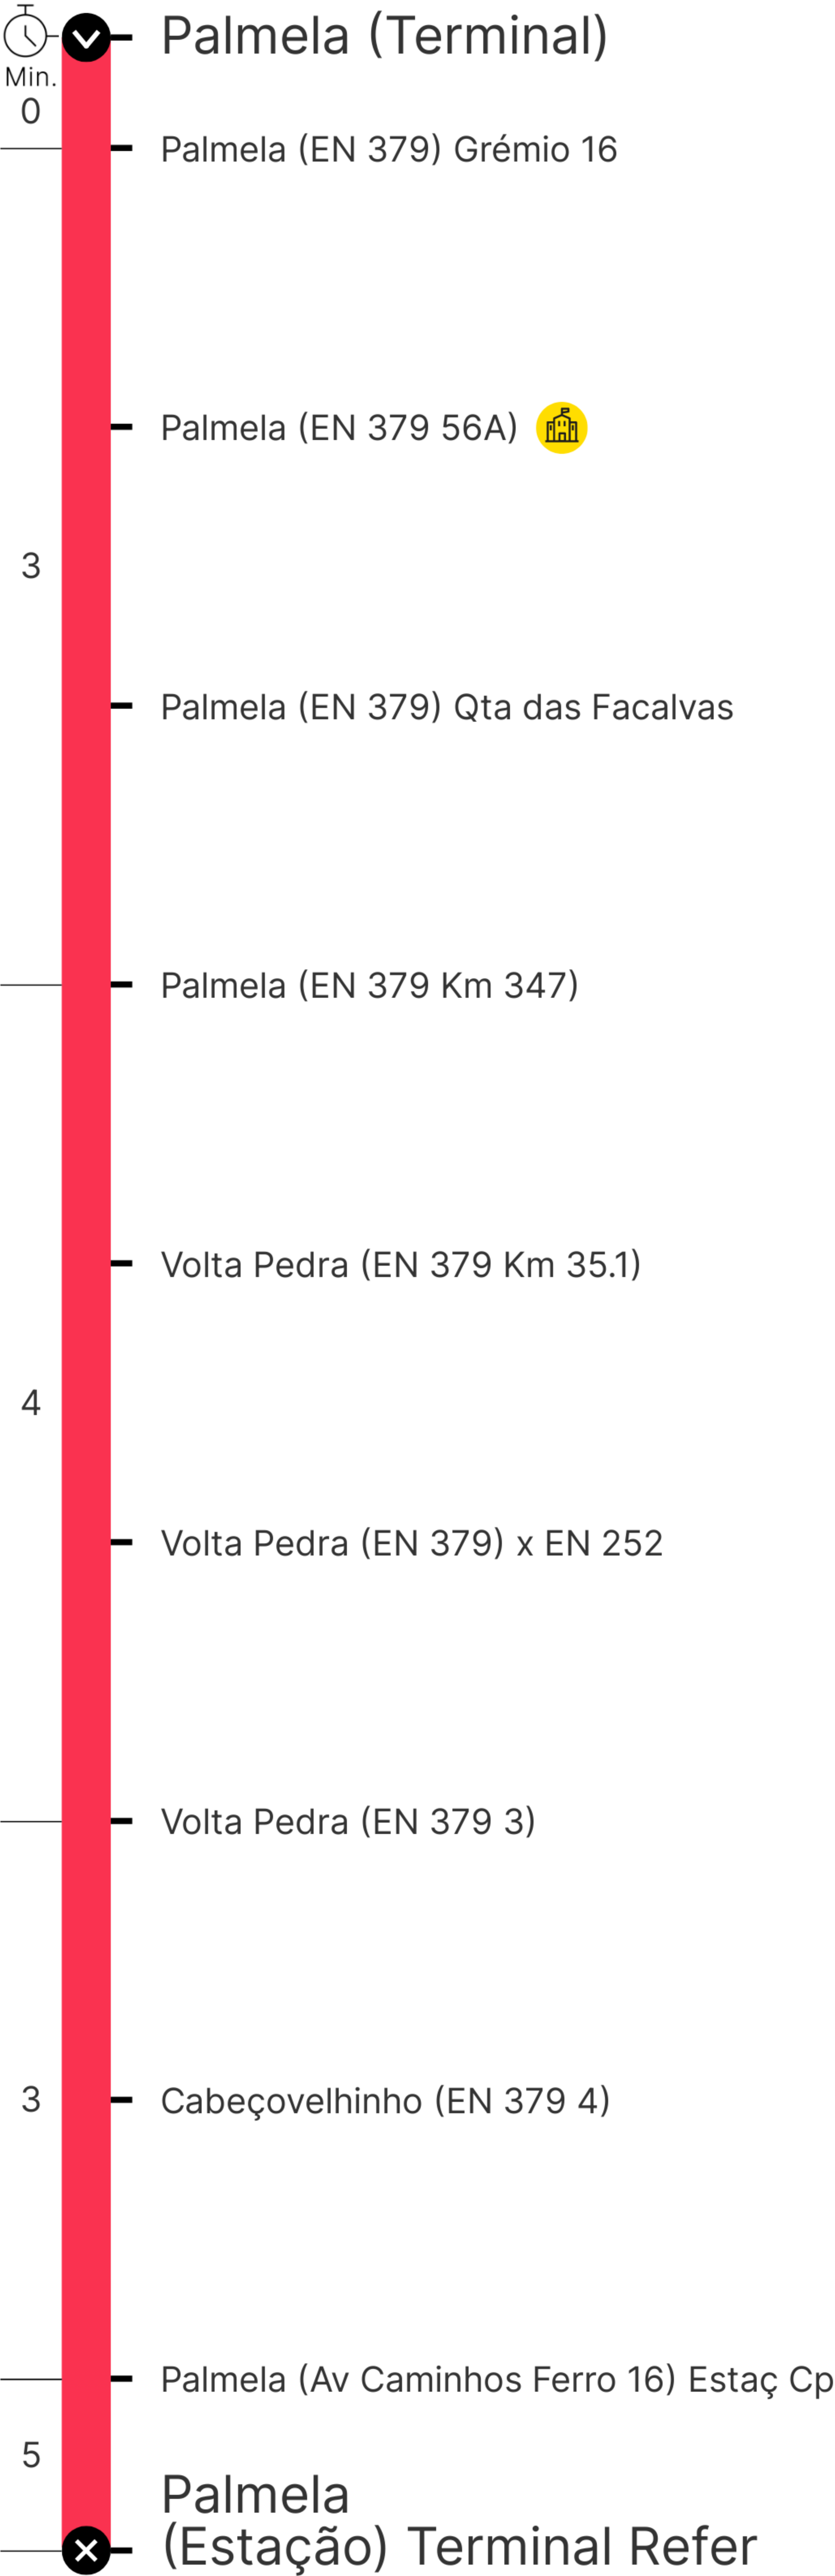 Palmela (Terminal)
Min.
0
Palmela (EN 379) Grémio 16
Palmela (EN 379 56A)
3
Palmela (EN 379) Qta das Facalvas
Palmela (EN 379 Km 347)
Volta Pedra (EN 379 Km 35.1)
4
Volta Pedra (EN 379) x EN 252
Volta Pedra (EN 379 3)
3
Cabeçovelhinho (EN 379 4)
Palmela (Av Caminhos Ferro 16) Estaç Cp
5
Palmela
(Estação) Terminal Refer